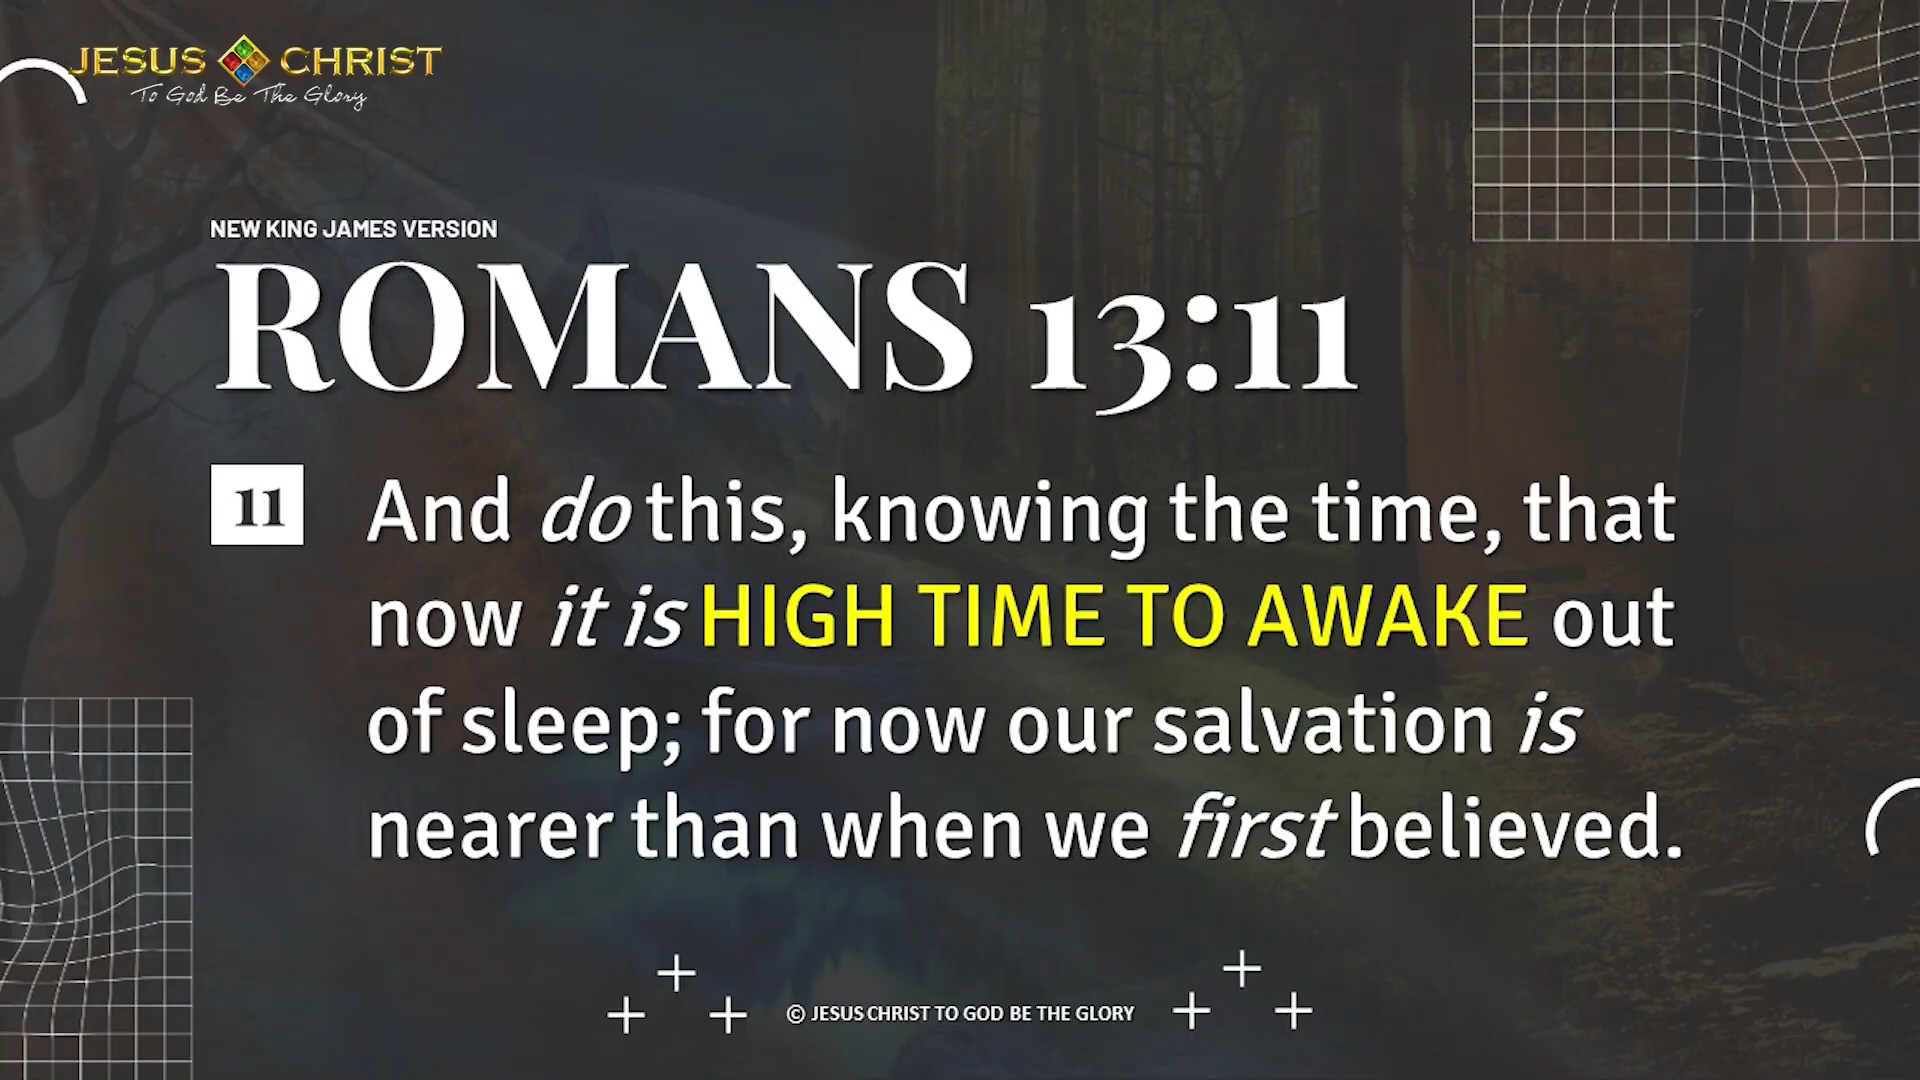 JESUS CHRIST
To God Be The Glory
NEW KING JAMES VERSION
ROMANS 13:11
11 And do this, knowing the time, that
now it is HIGH TIME TO AWAKE out
of sleep; for now our salvation is
nearer than when we first believed.
© JESUS CHRIST TO GOD BE THE GLORY